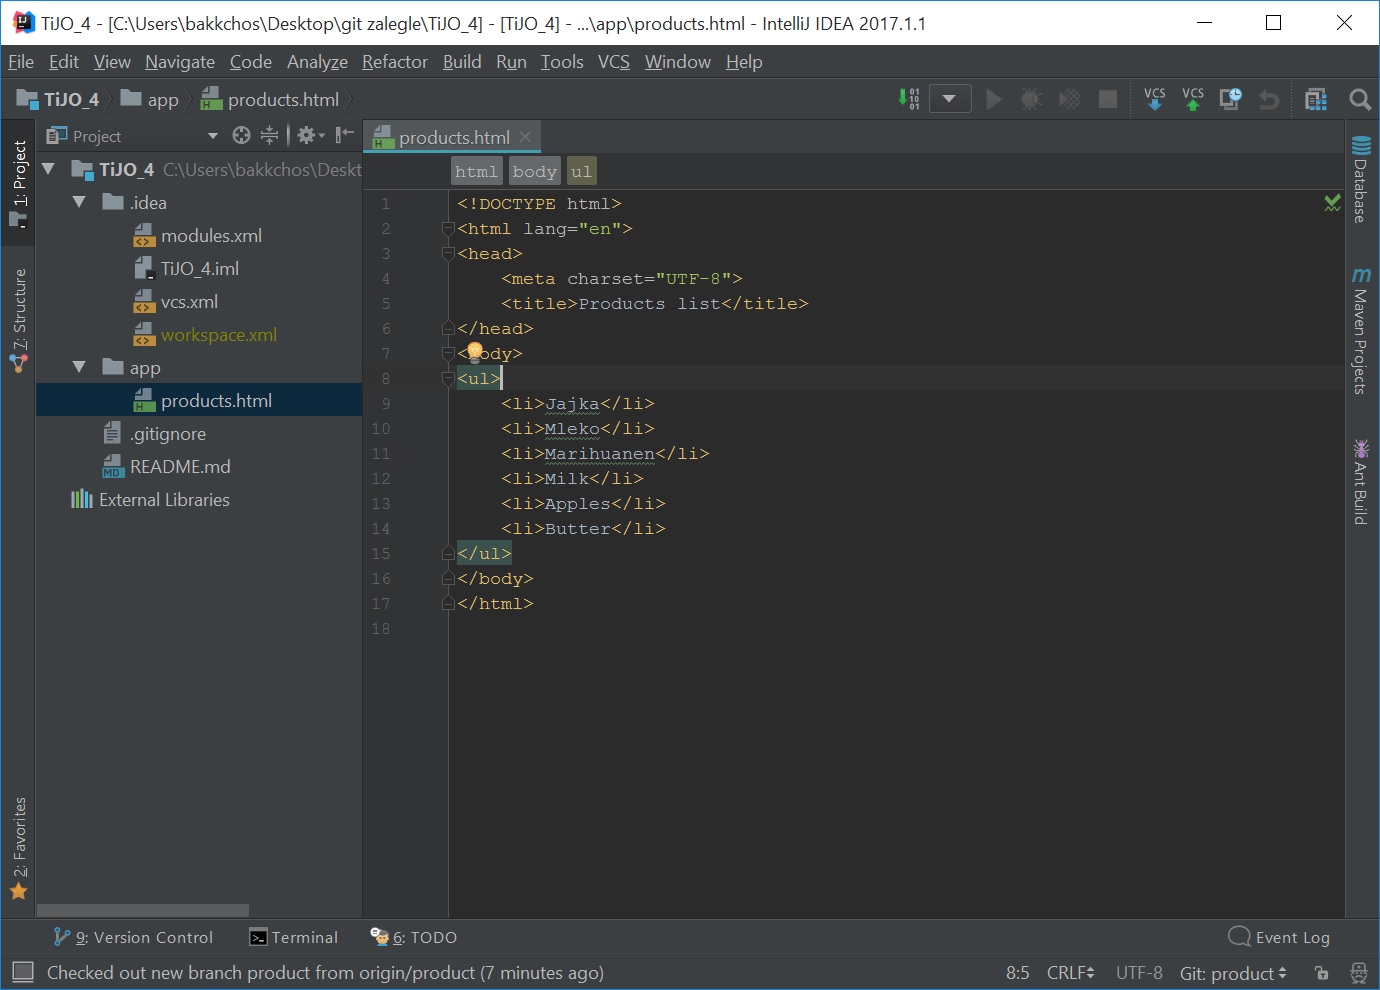 TiJO_4 - [C:\Users\bakkchos\Desktop\git zalegle\TiJO_4] - [TiJO_4] - ...\app\products.html - IntelliJ IDEA 2017.1.1
File Edit View Navigate Code Analyze Refactor Build Run Tools VCS Window Help
TiJO_4 app products.html
VCS VCS
1: Project
7: Structure
2: Favorites
Project
TiJO_4 C:\Users\bakkchos\Deskt
.idea
modules.xml
TiJO_4.iml
vcs.xml
workspace.xml
app
products.html
.gitignore
README.md
External Libraries
products.html
html body ul
1 <!DOCTYPE html>
2 <html lang="en">
3 <head>
4 <meta charset="UTF-8">
5 <title>Products list</title>
6 </head>
7 <body>
8 <ul>
9 <li>Jajka</li>
10 <li>Mleko</li>
11 <li>Marihuanen</li>
12 <li>Milk</li>
13 <li>Apples</li>
14 <li>Butter</li>
15 </ul>
16 </body>
17 </html>
18
Database
Maven Projects
Ant Build
9: Version Control Terminal 6: TODO Event Log
Checked out new branch product from origin/product (7 minutes ago) 8:5 CRLF UTF-8 Git: product